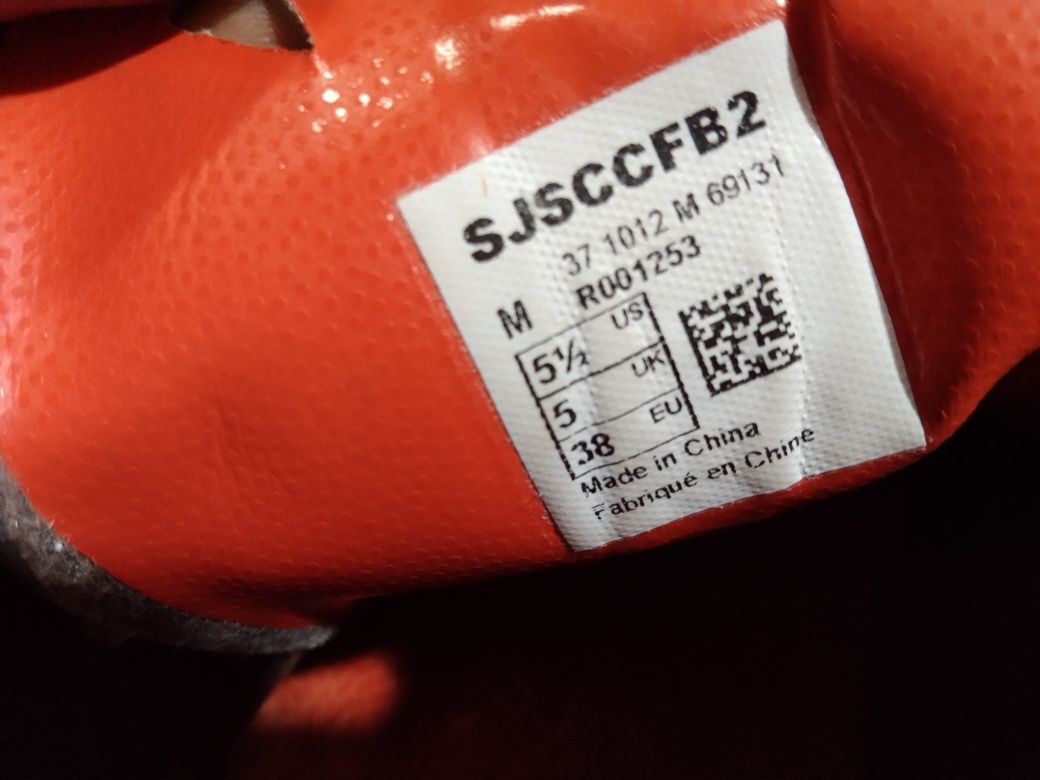 SJSCCFB2
37 1012 M 69131
M R001253
5½ US
5 UK
38 EU
Made in China
Fabriqué en Chine